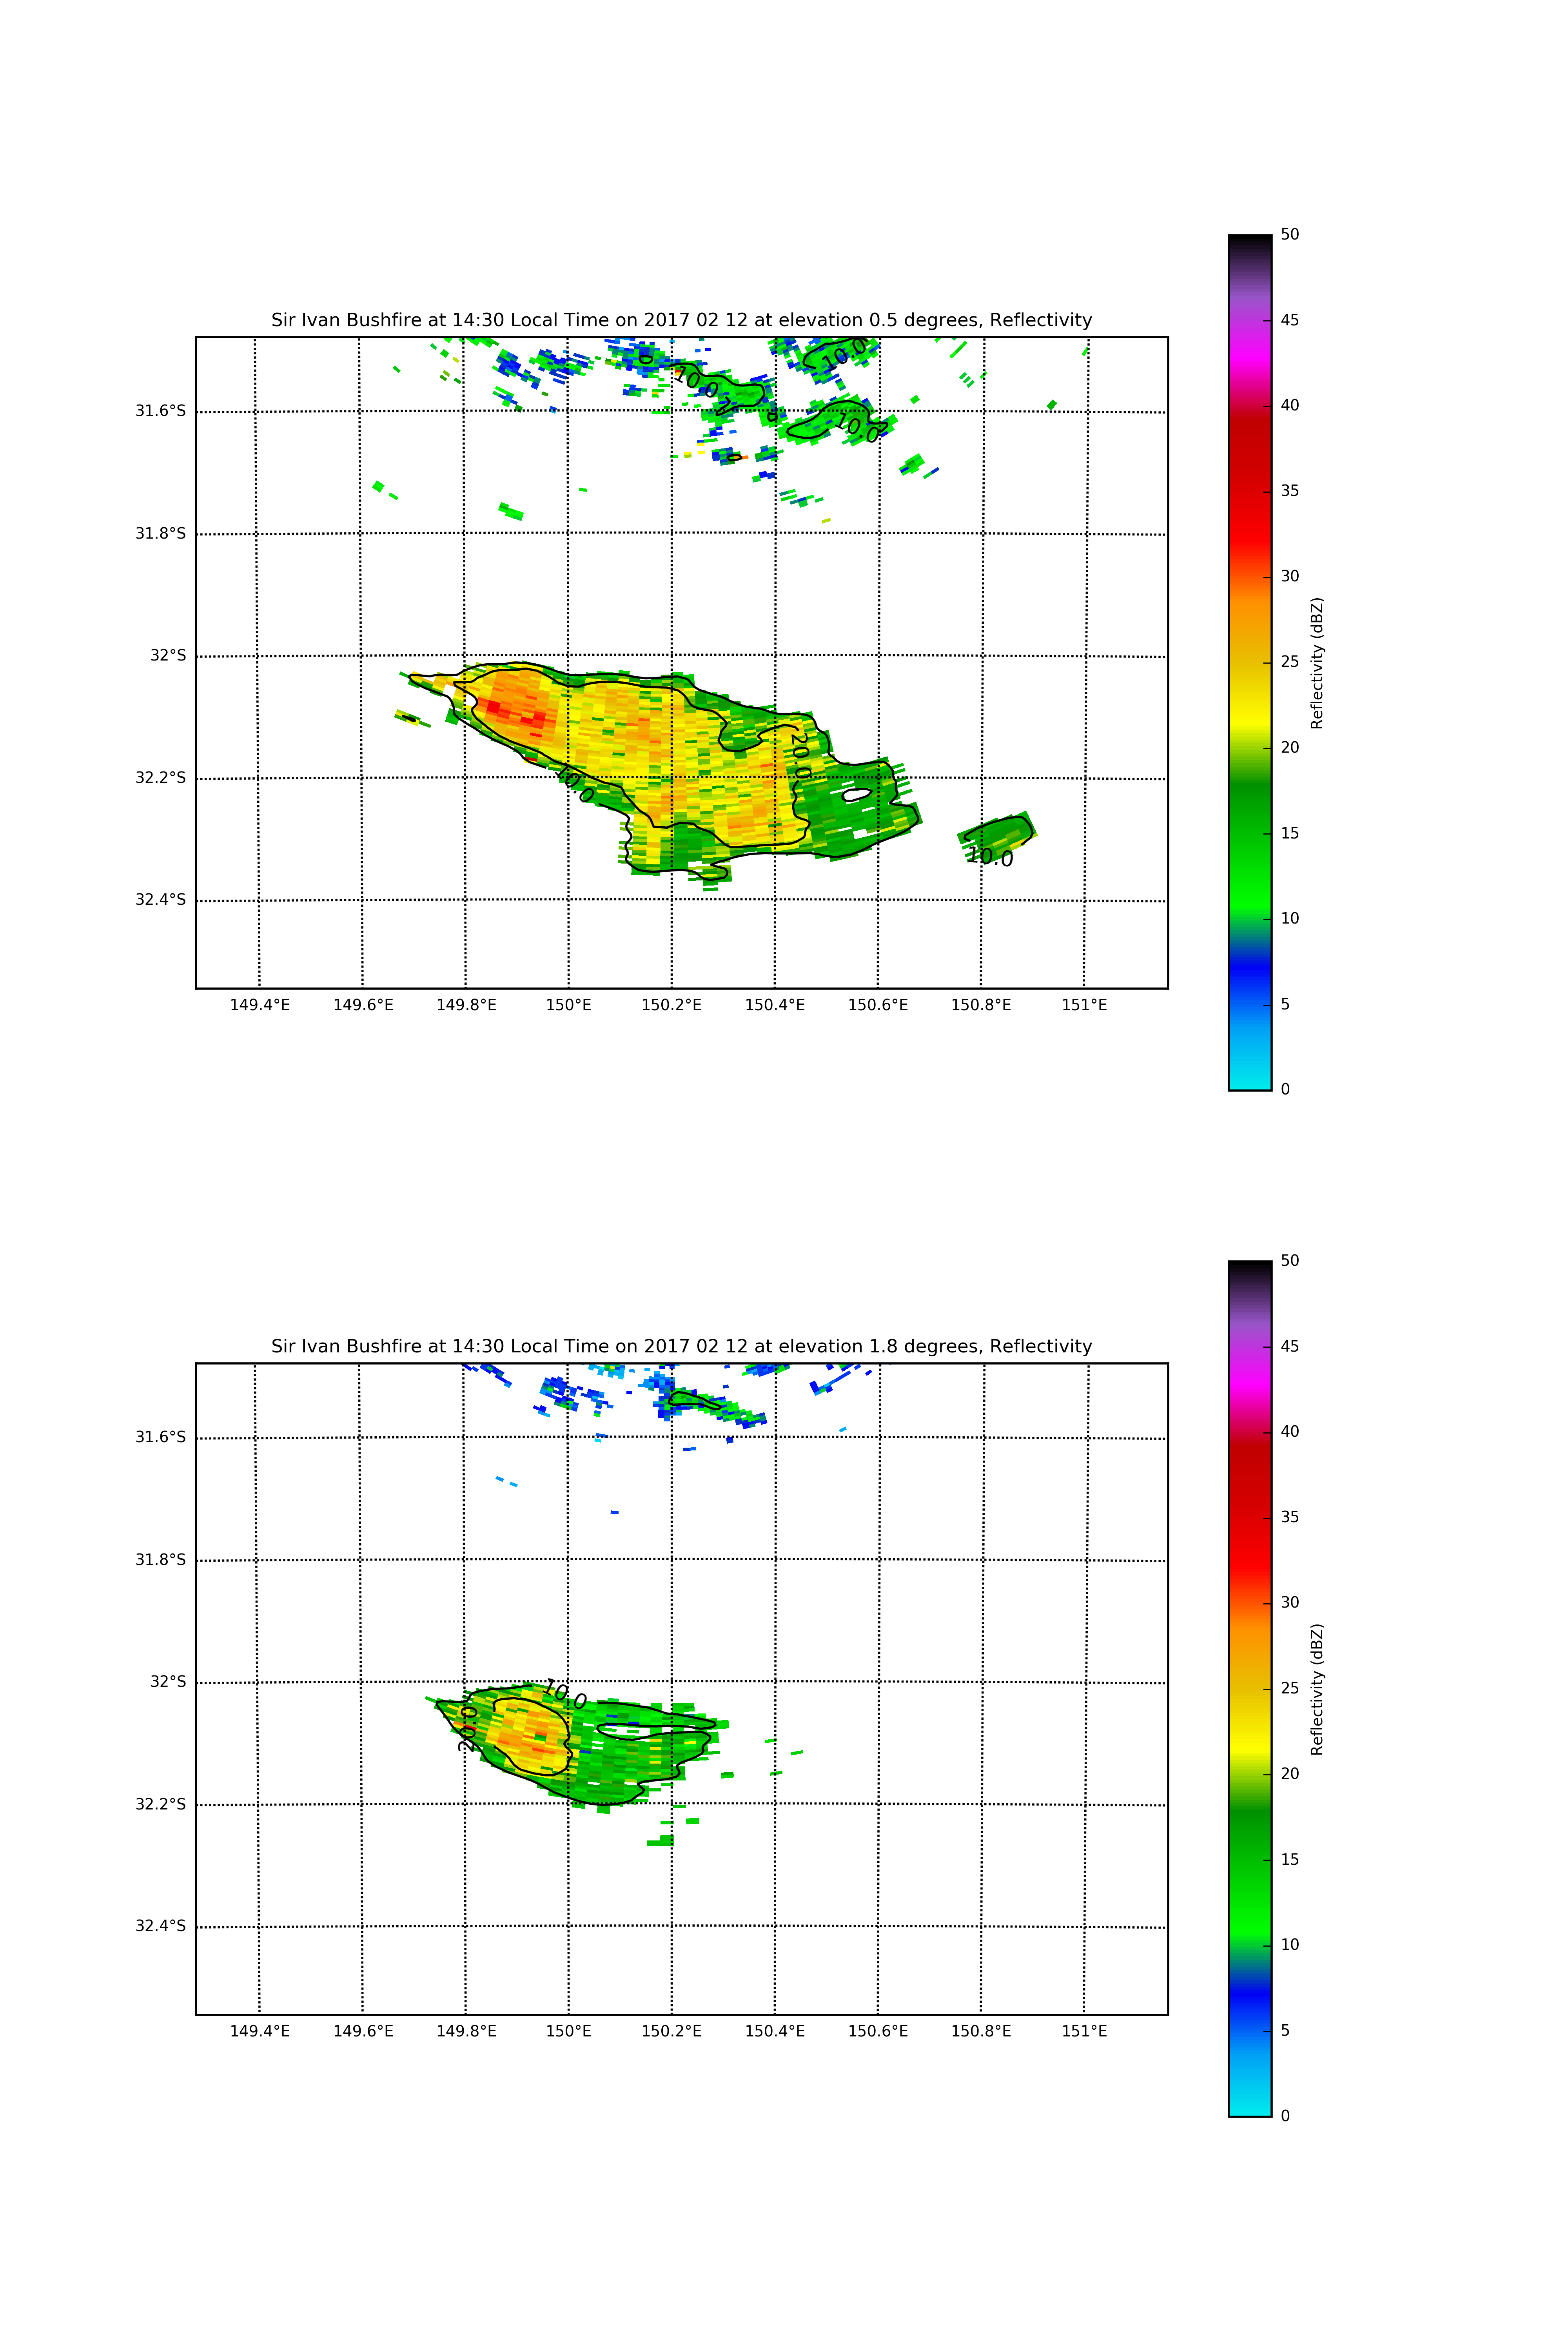 Sir Ivan Bushfire at 14:30 Local Time on 2017 02 12 at elevation 0.5 degrees, Reflectivity
31.6°S
31.8°S
32°S
32.2°S
32.4°S
149.4°E 149.6°E 149.8°E 150°E 150.2°E 150.4°E 150.6°E 150.8°E 151°E
10.0
10.0
10.0
10.0
20.0
10.0
50
45
40
35
30
25
20
15
10
5
0
Reflectivity (dBZ)
Sir Ivan Bushfire at 14:30 Local Time on 2017 02 12 at elevation 1.8 degrees, Reflectivity
31.6°S
31.8°S
32°S
32.2°S
32.4°S
149.4°E 149.6°E 149.8°E 150°E 150.2°E 150.4°E 150.6°E 150.8°E 151°E
10.0
20.0
50
45
40
35
30
25
20
15
10
5
0
Reflectivity (dBZ)